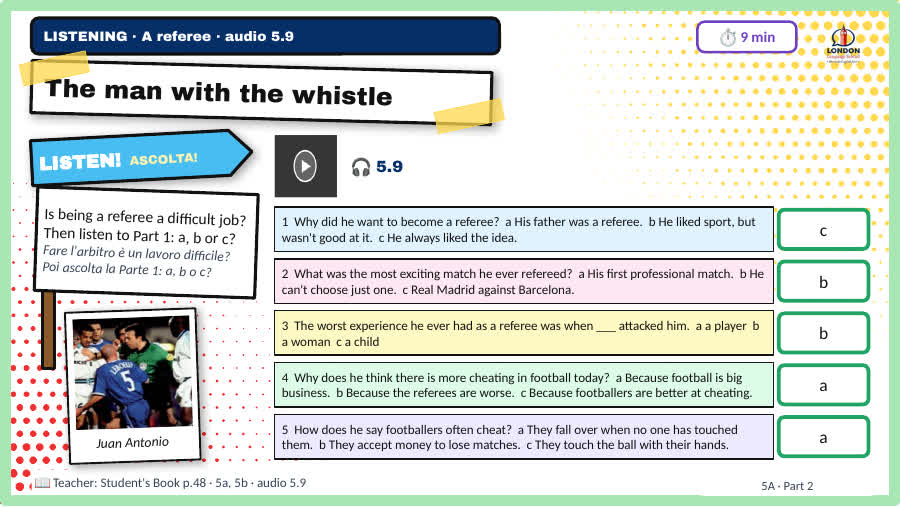 LISTENING · A referee · audio 5.9
⏱️ 9 min
LONDON
The man with the whistle
LISTEN! ASCOLTA!
🎧 5.9
Is being a referee a difficult job?
Then listen to Part 1: a, b or c?
Fare l'arbitro è un lavoro difficile?
Poi ascolta la Parte 1: a, b o c?
1 Why did he want to become a referee? a His father was a referee. b He liked sport, but
wasn't good at it. c He always liked the idea.
c
2 What was the most exciting match he ever refereed? a His first professional match. b He
can't choose just one. c Real Madrid against Barcelona.
b
3 The worst experience he ever had as a referee was when ___ attacked him. a a player b
a woman c a child
b
4 Why does he think there is more cheating in football today? a Because football is big
business. b Because the referees are worse. c Because footballers are better at cheating.
a
5 How does he say footballers often cheat? a They fall over when no one has touched
them. b They accept money to lose matches. c They touch the ball with their hands.
a
5
Juan Antonio
📖 Teacher: Student's Book p.48 · 5a, 5b · audio 5.9
5A · Part 2